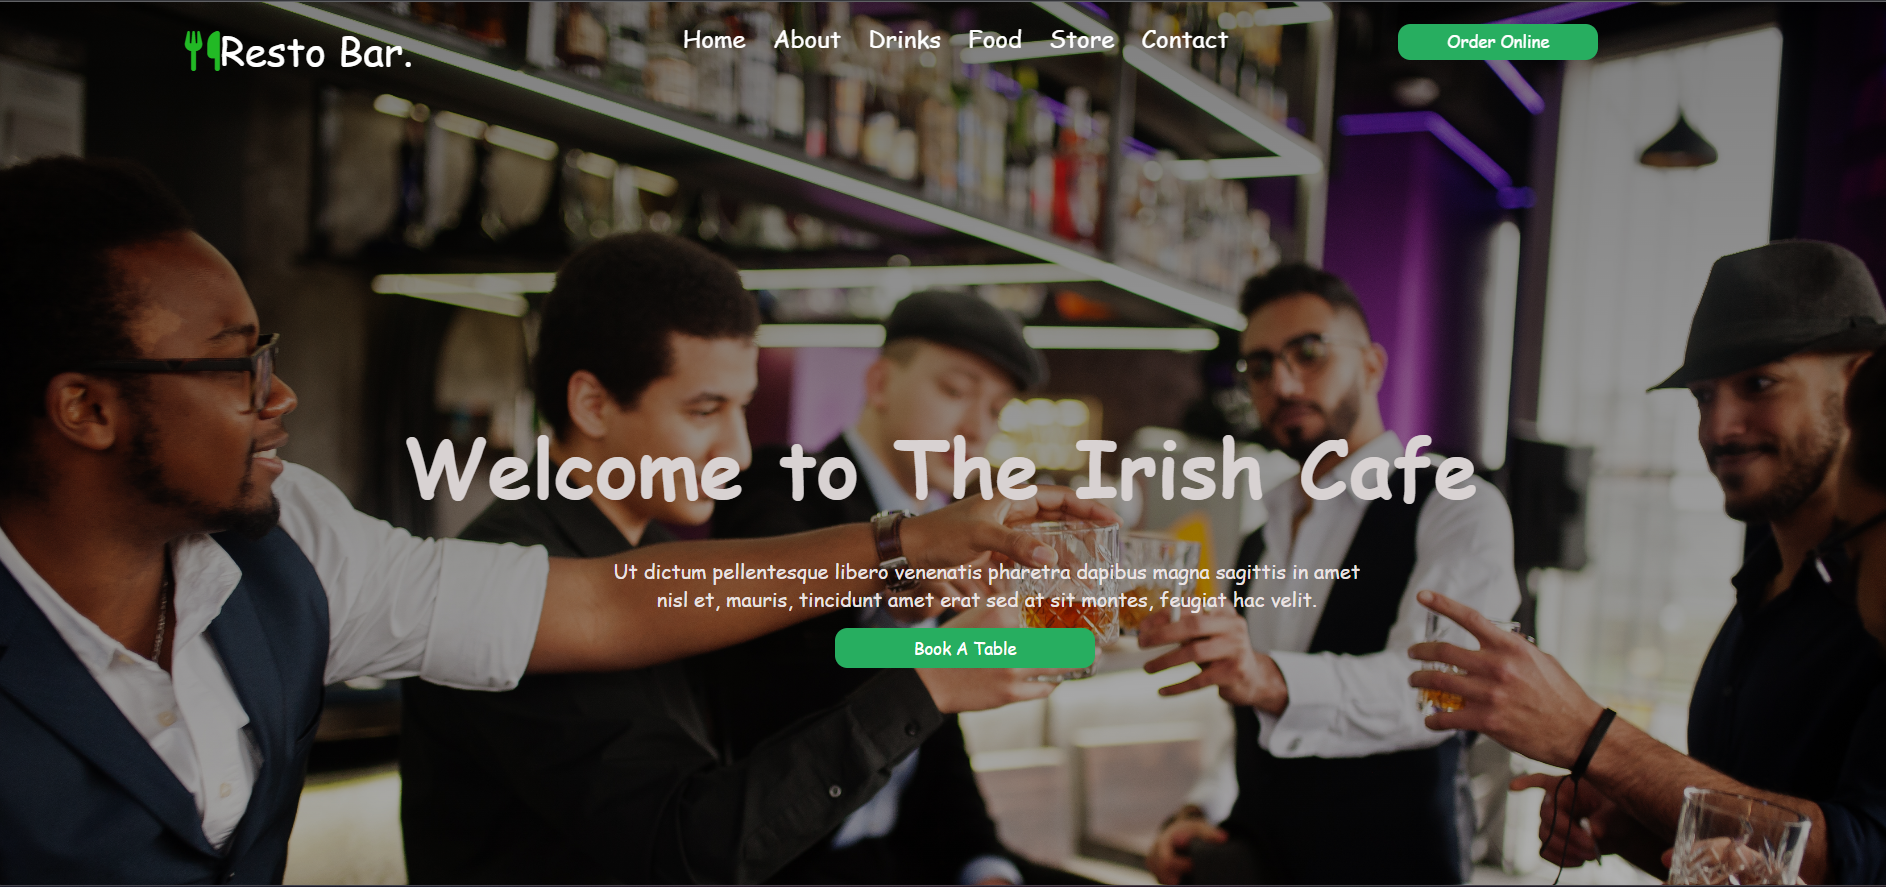 Resto Bar.
Home About Drinks Food Store Contact
Order Online
Welcome to The Irish Cafe
Ut dictum pellentesque libero venenatis pharetra dapibus magna sagittis in amet
nisl et, mauris, tincidunt amet erat sed at sit montes, feugiat hac velit.
Book A Table